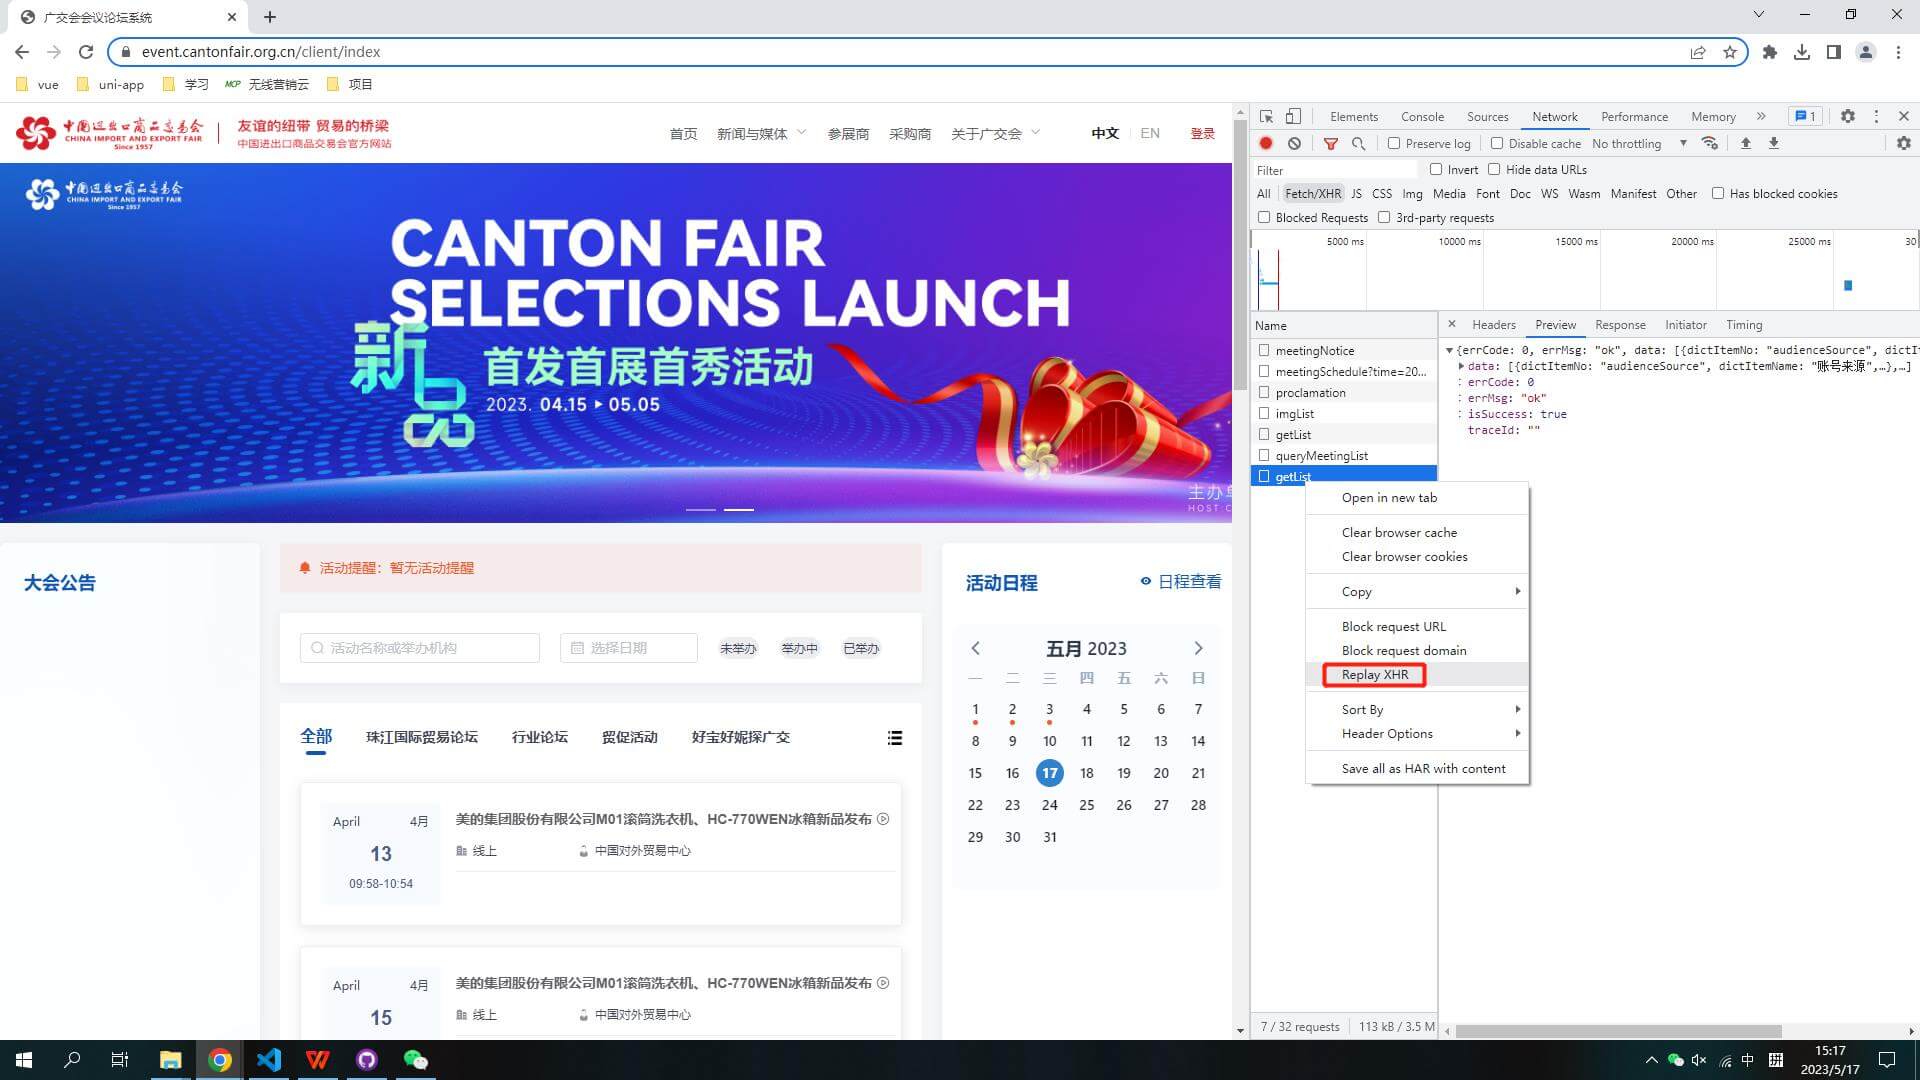 广交会会议论坛系统
event.cantonfair.org.cn/client/index
vue
uni-app
学习
MCP 无线营销云
项目
中国进出口商品交易会
CHINA IMPORT AND EXPORT FAIR
Since 1957
友谊的纽带 贸易的桥梁
中国进出口商品交易会官方网站
首页
新闻与媒体
参展商
采购商
关于广交会
中文
EN
登录
中国进出口商品交易会
CHINA IMPORT AND EXPORT FAIR
Since 1957
CANTON FAIR
SELECTIONS LAUNCH
新品
首发首展首秀活动
2023. 04.15 ▸ 05.05
主办单
HOST C
大会公告
活动提醒：暂无活动提醒
活动名称或举办机构
选择日期
未举办
举办中
已举办
全部
珠江国际贸易论坛
行业论坛
贸促活动
好宝好妮探广交
April 4月
13
09:58-10:54
美的集团股份有限公司M01滚筒洗衣机、HC-770WEN冰箱新品发布
线上
中国对外贸易中心
April 4月
15
美的集团股份有限公司M01滚筒洗衣机、HC-770WEN冰箱新品发布
线上
中国对外贸易中心
活动日程
日程查看
五月 2023
一 二 三 四 五 六 日
1 2 3 4 5 6 7
8 9 10 11 12 13 14
15 16 17 18 19 20 21
22 23 24 25 26 27 28
29 30 31
Elements Console Sources Network Performance Memory » 1
Preserve log Disable cache No throttling
Filter Invert Hide data URLs
All Fetch/XHR JS CSS Img Media Font Doc WS Wasm Manifest Other Has blocked cookies
Blocked Requests 3rd-party requests
5000 ms 10000 ms 15000 ms 20000 ms 25000 ms 30
Name
meetingNotice
meetingSchedule?time=20...
proclamation
imgList
getList
queryMeetingList
getList
Headers Preview Response Initiator Timing
{errCode: 0, errMsg: "ok", data: [{dictItemNo: "audienceSource", dictIt
data: [{dictItemNo: "audienceSource", dictItemName: "账号来源",…},…]
errCode: 0
errMsg: "ok"
isSuccess: true
traceId: ""
Open in new tab
Clear browser cache
Clear browser cookies
Copy
Block request URL
Block request domain
Replay XHR
Sort By
Header Options
Save all as HAR with content
7 / 32 requests 113 kB / 3.5 M
中
拼
15:17
2023/5/17